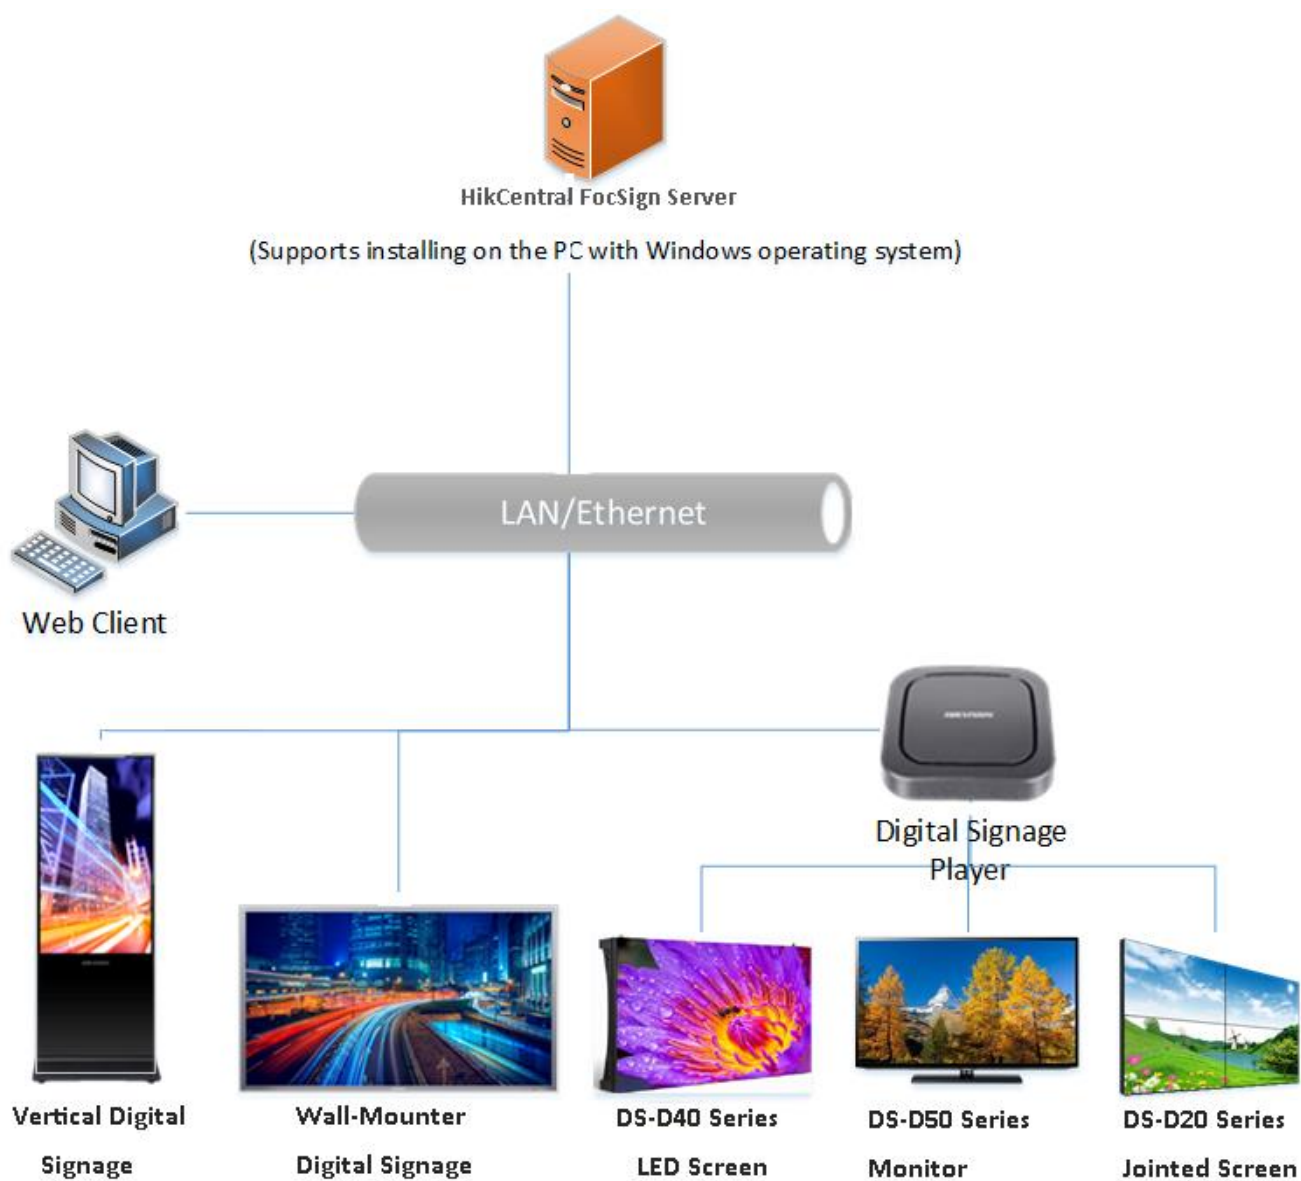 HikCentral FocSign Server
(Supports installing on the PC with Windows operating system)
LAN/Ethernet
Web Client
HIKVISION
Digital Signage
Player
Vertical Digital
Signage
Wall-Mounter
Digital Signage
DS-D40 Series
LED Screen
DS-D50 Series
Monitor
DS-D20 Series
Jointed Screen